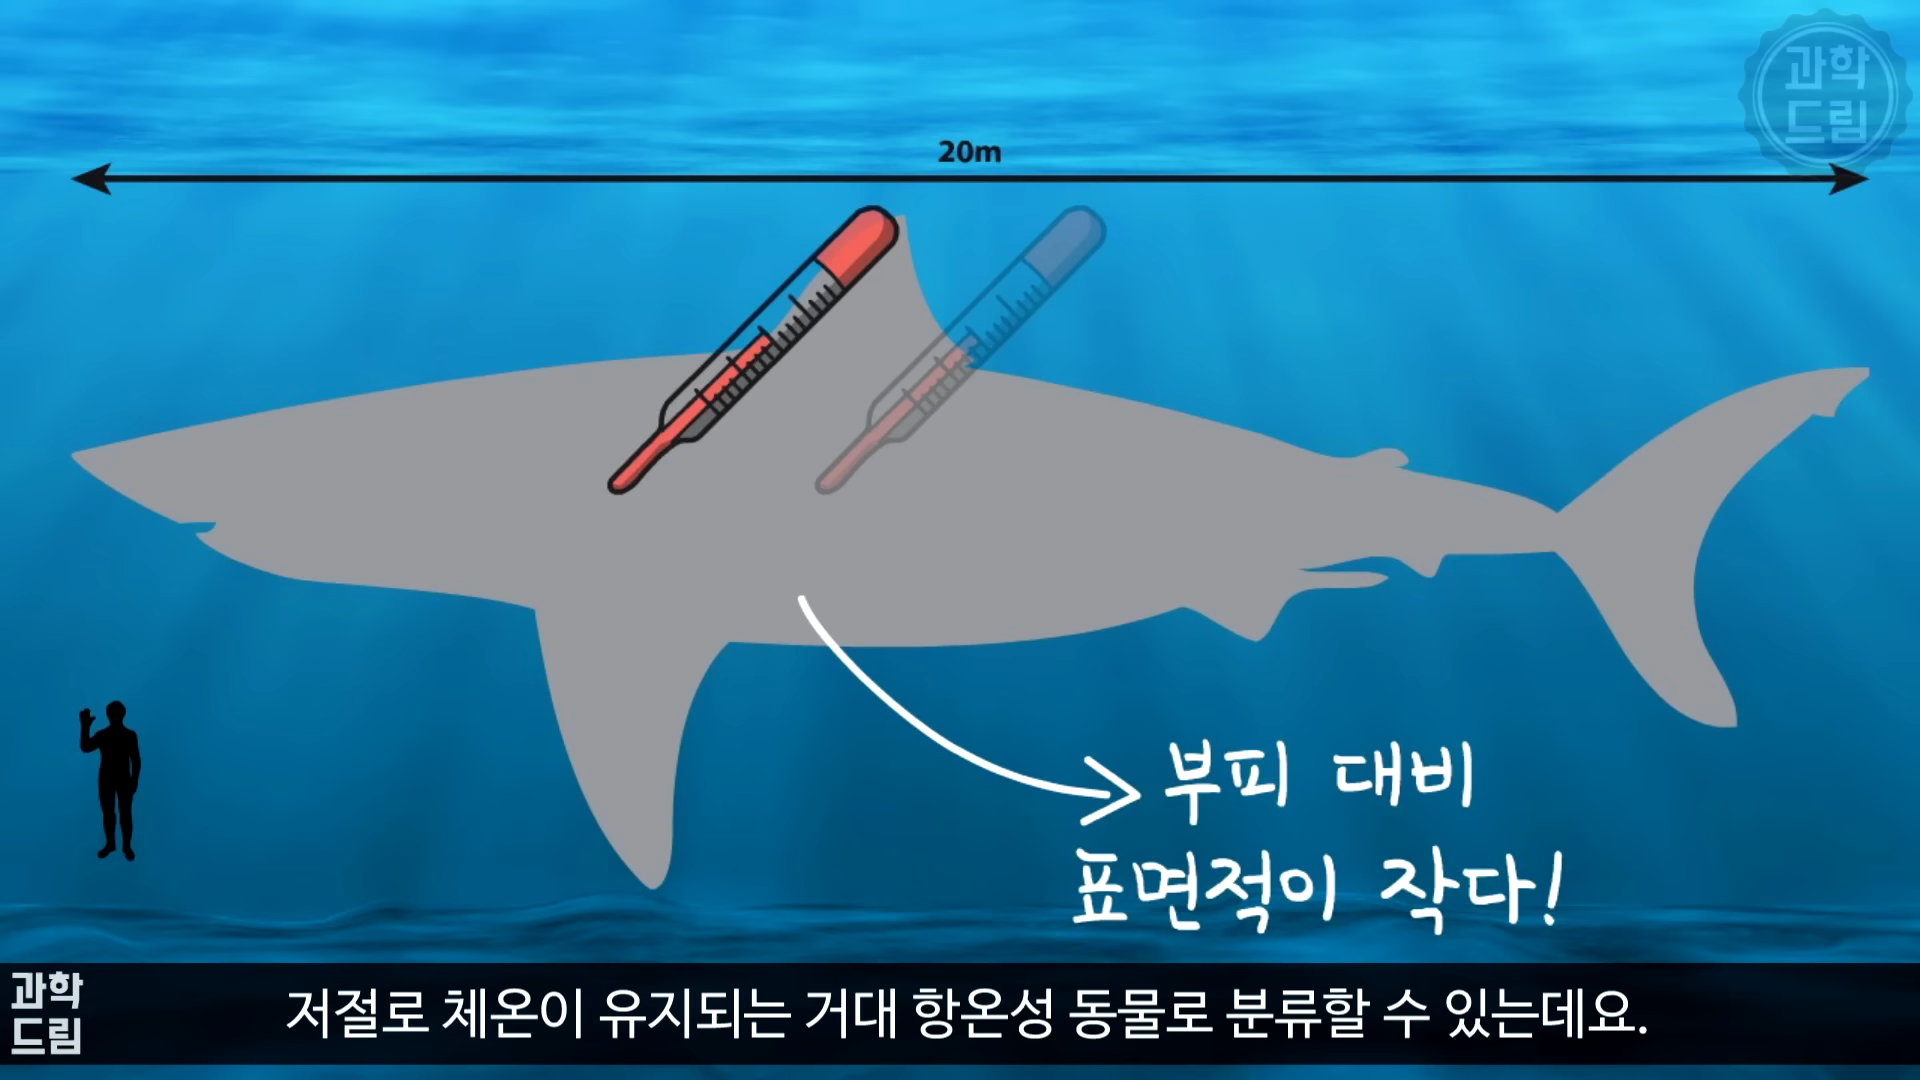 과학
드림
20m
부피 대비
표면적이 작다!
과학
드림
저절로 체온이 유지되는 거대 항온성 동물로 분류할 수 있는데요.